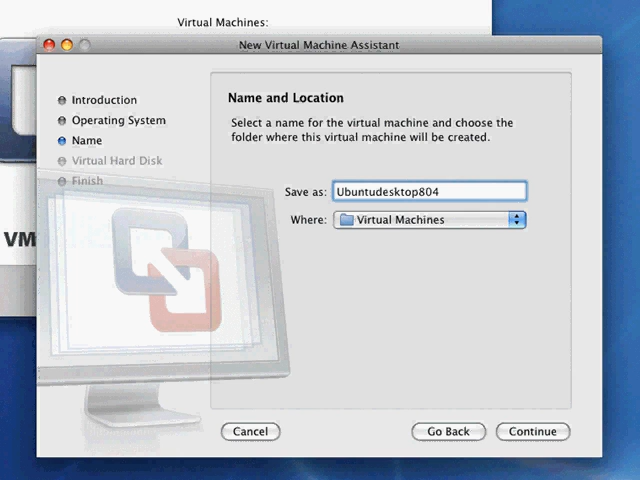 Virtual Machines:
New Virtual Machine Assistant
Introduction
Operating System
Name
Virtual Hard Disk
Finish
Name and Location
Select a name for the virtual machine and choose the
folder where this virtual machine will be created.
Save as: Ubuntudesktop804
Where: Virtual Machines
VM
Cancel
Go Back
Continue